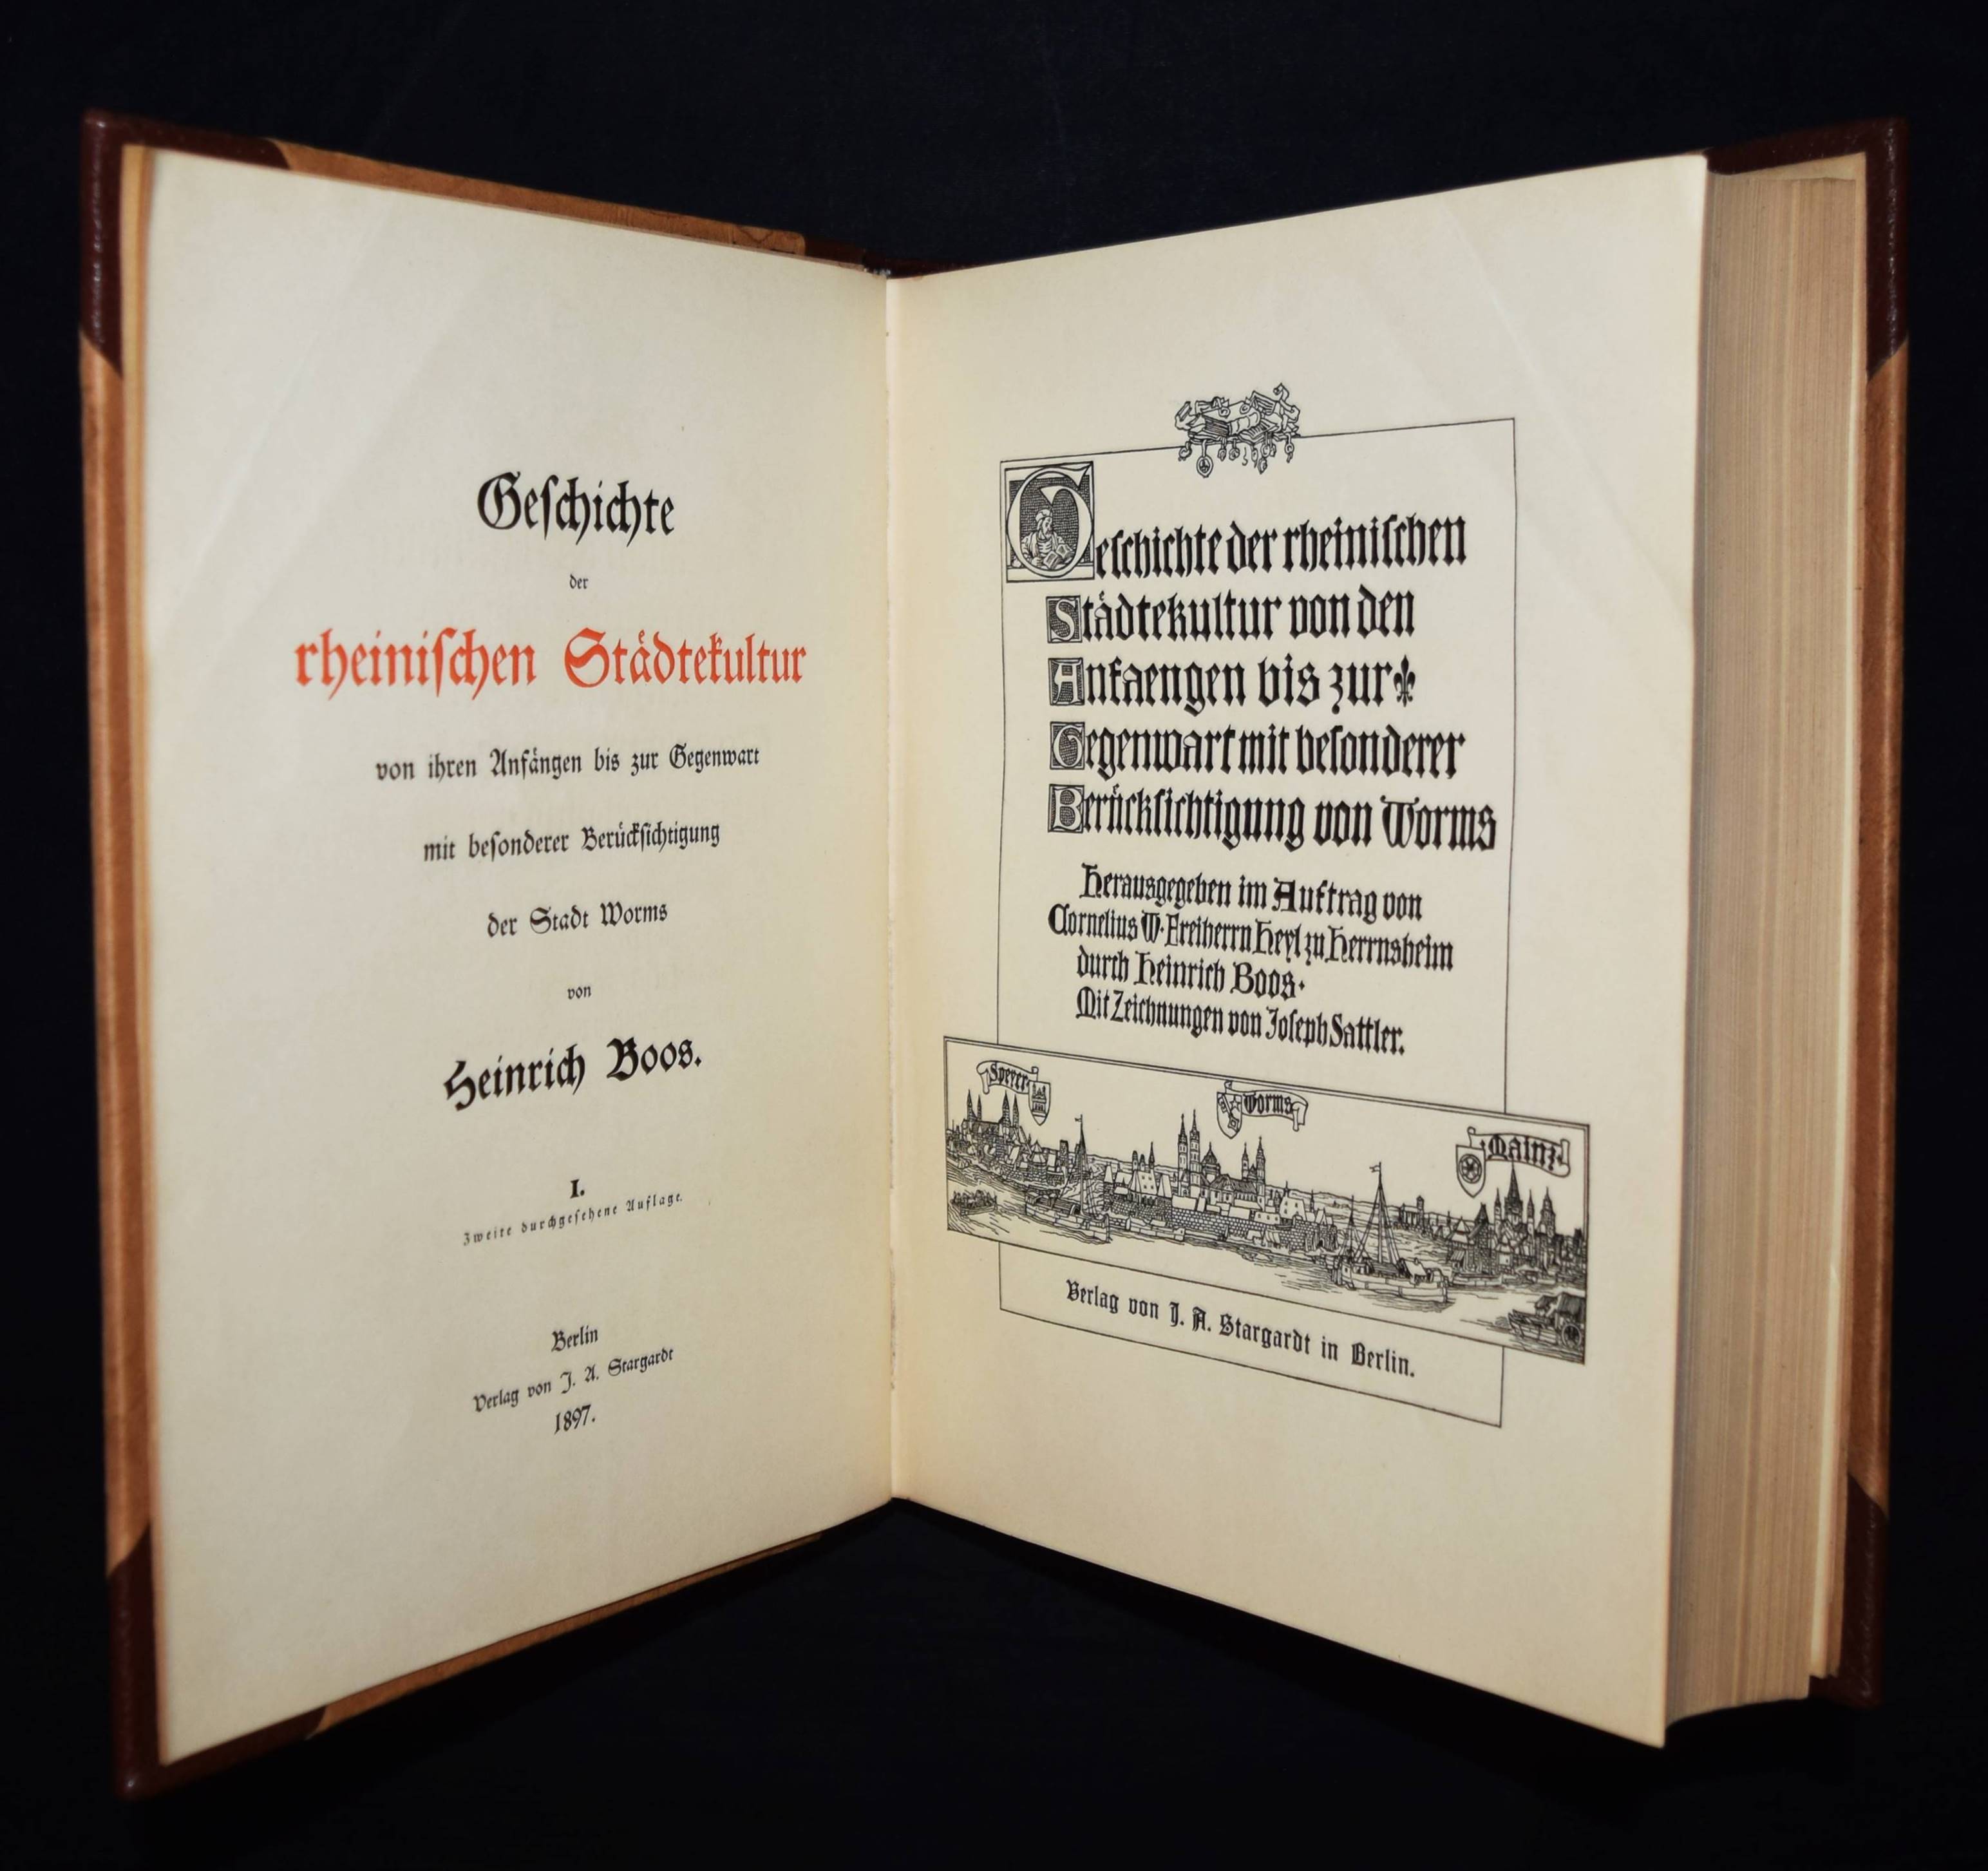 Geſchichte
der
rheiniſchen Städtekultur
von ihren Anfängen bis zur Gegenwart
mit beſonderer Berückſichtigung
der Stadt Worms
von
Heinrich Boos.
I.
Zweite durchgeſehene Auflage.
Berlin
Verlag von J. A. Stargardt
1897.
Geſchichte der rheiniſchen
Städtekultur von den
Anfaengen bis zur
Gegenwart mit beſonderer
Berückſichtigung von Worms
Herausgegeben im Auftrag von
Cornelius W. Freiherrn Heyl zu Herrnsheim
durch Heinrich Boos.
Mit Zeichnungen von Joſeph Sattler.
Speyer
Worms
Mainz
Verlag von J. A. Stargardt in Berlin.